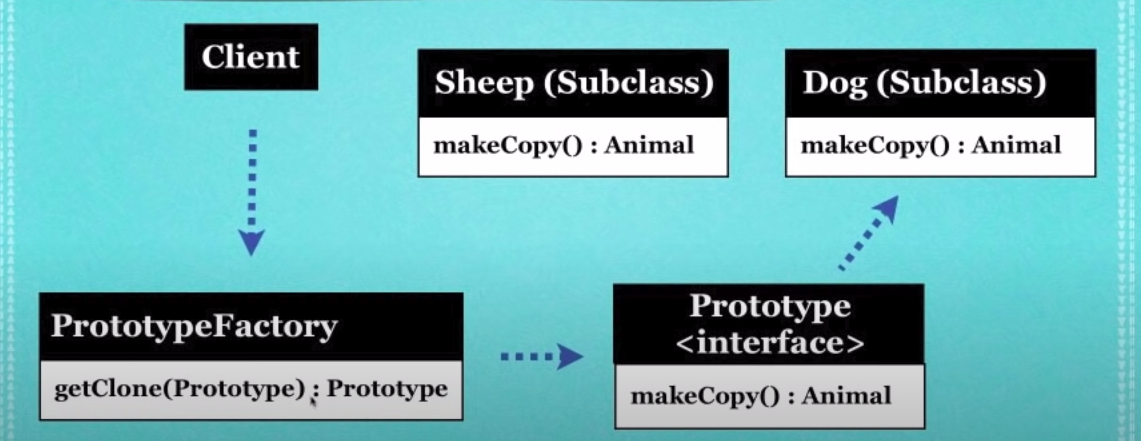 Client
Sheep (Subclass)
makeCopy() : Animal
Dog (Subclass)
makeCopy() : Animal
PrototypeFactory
getClone(Prototype) : Prototype
Prototype
<interface>
makeCopy() : Animal